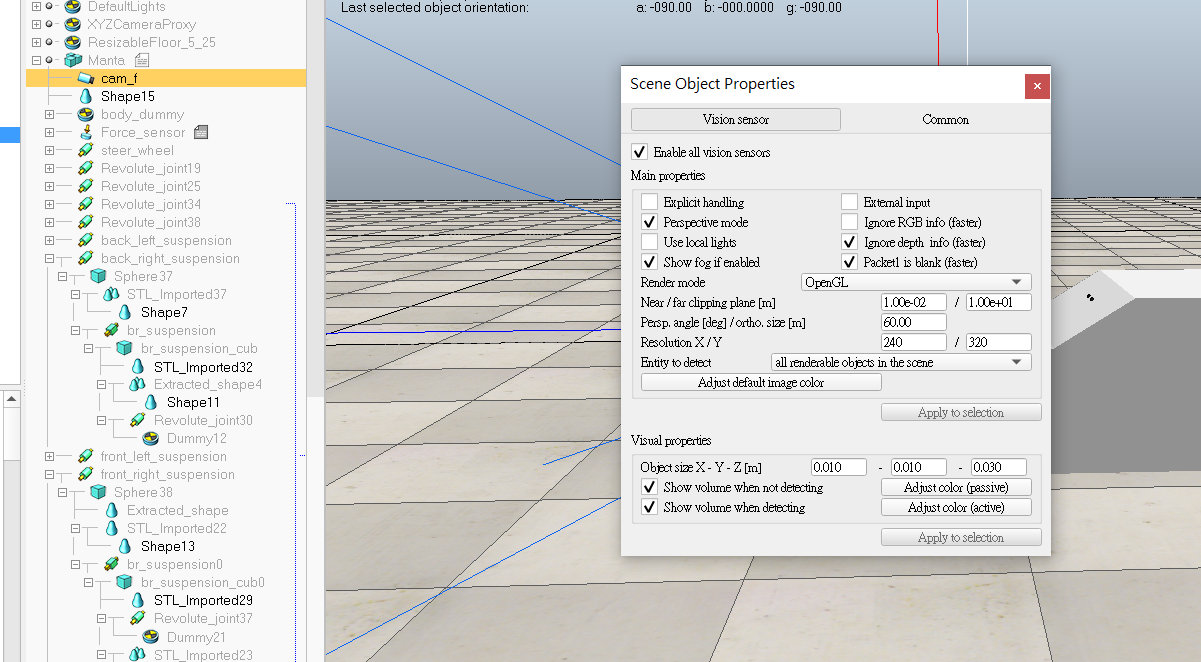 DefaultLights
XYZCameraProxy
ResizableFloor_5_25
Manta
cam_f
Shape15
body_dummy
Force_sensor
steer_wheel
Revolute_joint19
Revolute_joint25
Revolute_joint34
Revolute_joint38
back_left_suspension
back_right_suspension
Sphere37
STL_Imported37
Shape7
br_suspension
br_suspension_cub
STL_Imported32
Extracted_shape4
Shape11
Revolute_joint30
Dummy12
front_left_suspension
front_right_suspension
Sphere38
Extracted_shape
STL_Imported22
Shape13
br_suspension0
br_suspension_cub0
STL_Imported29
Revolute_joint37
Dummy21
STL_Imported23
Last selected object orientation: a: -090.00 b: -000.0000 g: -090.00
Scene Object Properties
Vision sensor Common
Enable all vision sensors
Main properties
Explicit handling External input
Perspective mode Ignore RGB info (faster)
Use local lights Ignore depth info (faster)
Show fog if enabled Packet1 is blank (faster)
Render mode OpenGL
Near / far clipping plane [m] 1.00e-02 / 1.00e+01
Persp. angle [deg] / ortho. size [m] 60.00
Resolution X / Y 240 / 320
Entity to detect all renderable objects in the scene
Adjust default image color
Apply to selection
Visual properties
Object size X - Y - Z [m] 0.010 - 0.010 - 0.030
Show volume when not detecting Adjust color (passive)
Show volume when detecting Adjust color (active)
Apply to selection